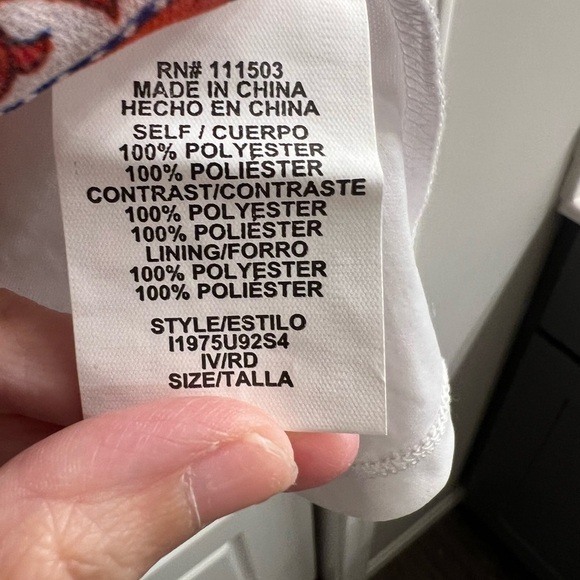 RN# 111503
MADE IN CHINA
HECHO EN CHINA
SELF / CUERPO
100% POLYESTER
100% POLIÉSTER
CONTRAST/CONTRASTE
100% POLYESTER
100% POLIÉSTER
LINING/FORRO
100% POLYESTER
100% POLIÉSTER
STYLE/ESTILO
I1975U92S4
IV/RD
SIZE/TALLA